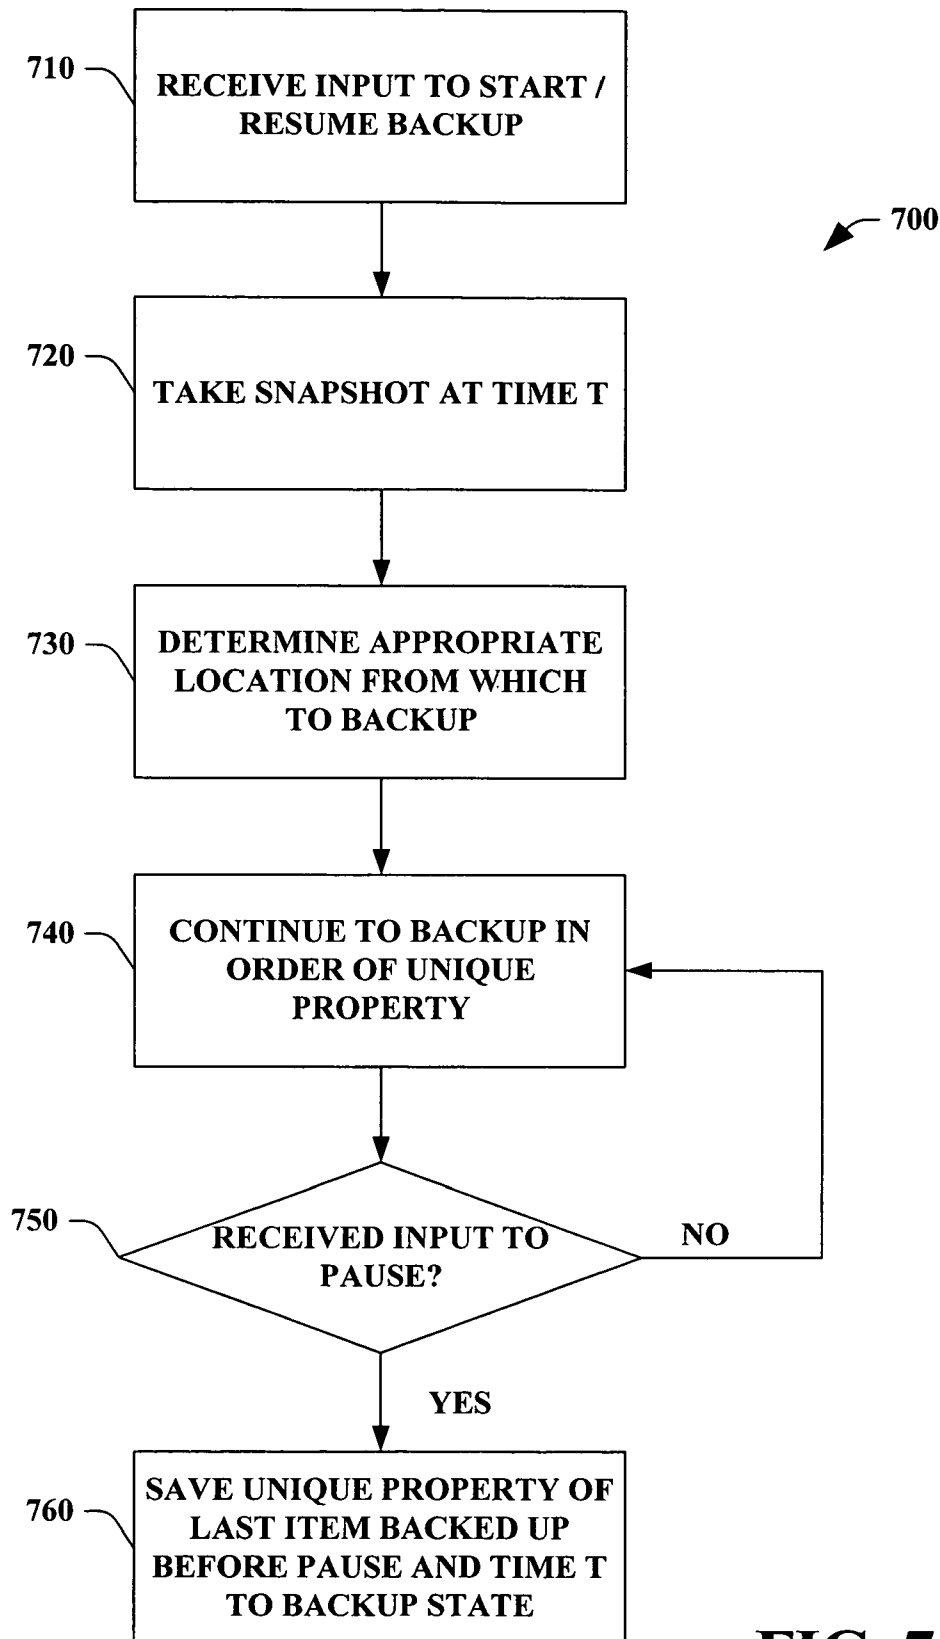 710
RECEIVE INPUT TO START /
RESUME BACKUP
700
720
TAKE SNAPSHOT AT TIME T
730
DETERMINE APPROPRIATE
LOCATION FROM WHICH
TO BACKUP
740
CONTINUE TO BACKUP IN
ORDER OF UNIQUE
PROPERTY
750
RECEIVED INPUT TO
PAUSE?
NO
YES
760
SAVE UNIQUE PROPERTY OF
LAST ITEM BACKED UP
BEFORE PAUSE AND TIME T
TO BACKUP STATE
FIG. 7